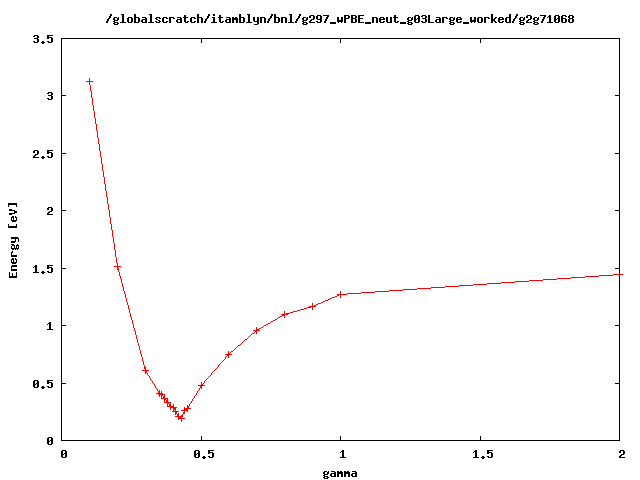 /globalscratch/itamblyn/bnl/g297_wPBE_neut_g03Large_worked/g2g71068
3.5
3
2.5
2
1.5
1
0.5
0
Energy [eV]
0 0.5 1 1.5 2
gamma